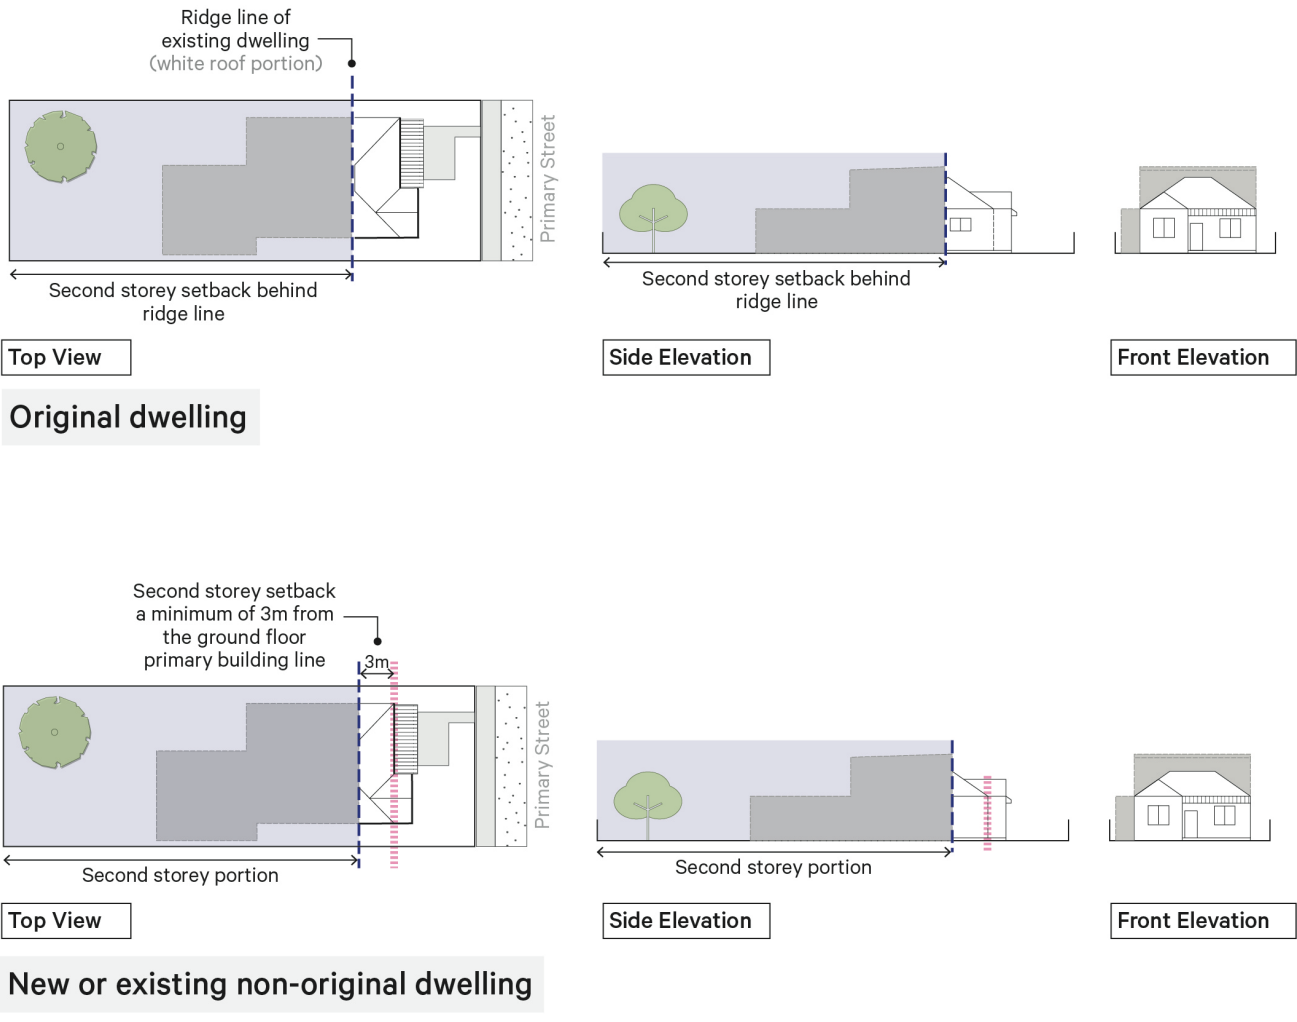 Ridge line of
existing dwelling
(white roof portion)
Primary Street
Second storey setback behind
ridge line
Second storey setback behind
ridge line
Top View
Side Elevation
Front Elevation
Original dwelling
Second storey setback
a minimum of 3m from
the ground floor
primary building line
3m
Primary Street
Second storey portion
Second storey portion
Top View
Side Elevation
Front Elevation
New or existing non-original dwelling